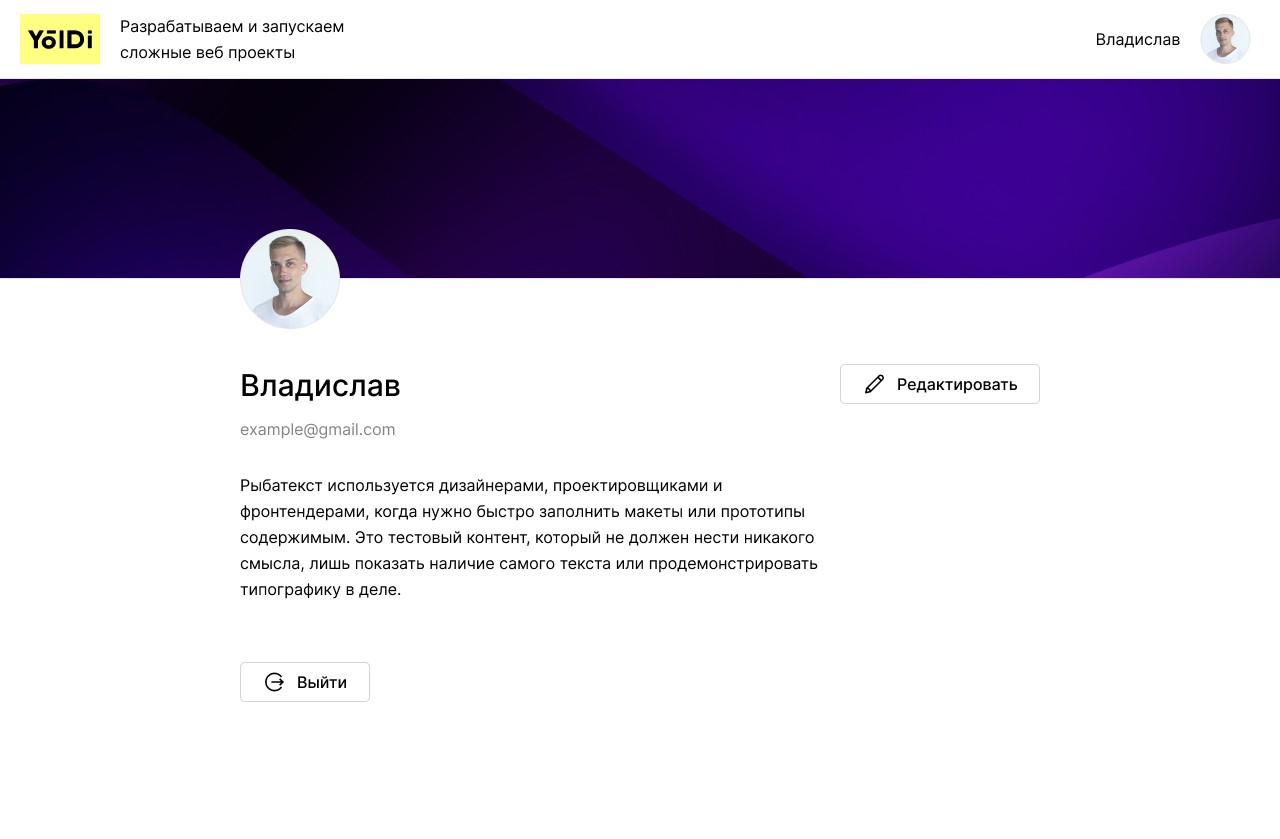 YōlDi
Разрабатываем и запускаем
сложные веб проекты
Владислав
Владислав
Редактировать
example@gmail.com
Рыбатекст используется дизайнерами, проектировщиками и
фронтендерами, когда нужно быстро заполнить макеты или прототипы
содержимым. Это тестовый контент, который не должен нести никакого
смысла, лишь показать наличие самого текста или продемонстрировать
типографику в деле.
Выйти